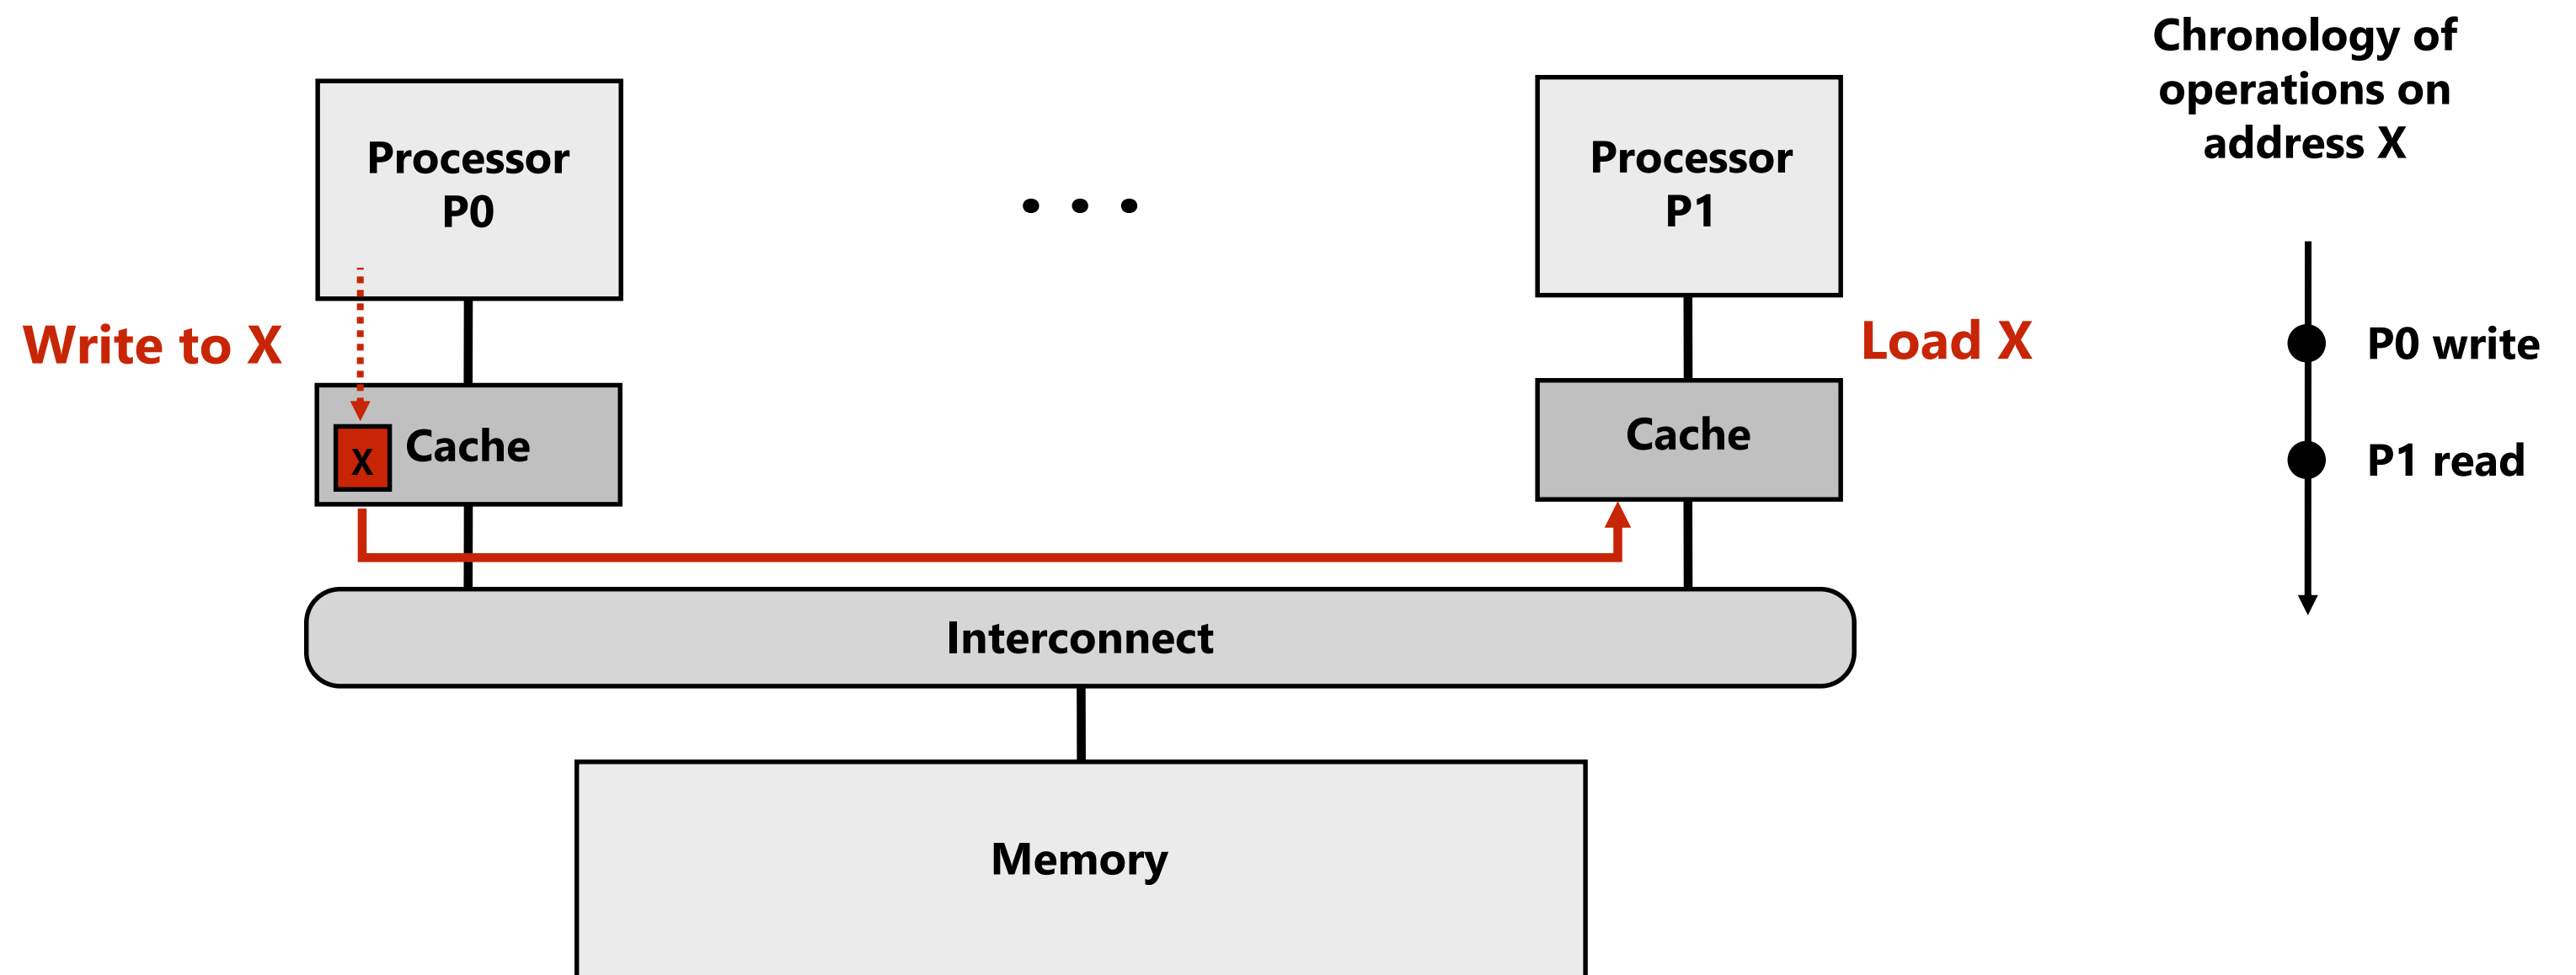 Chronology of
operations on
address X
Processor
P0
• • •
Processor
P1
Write to X
Load X
P0 write
X
Cache
Cache
P1 read
Interconnect
Memory